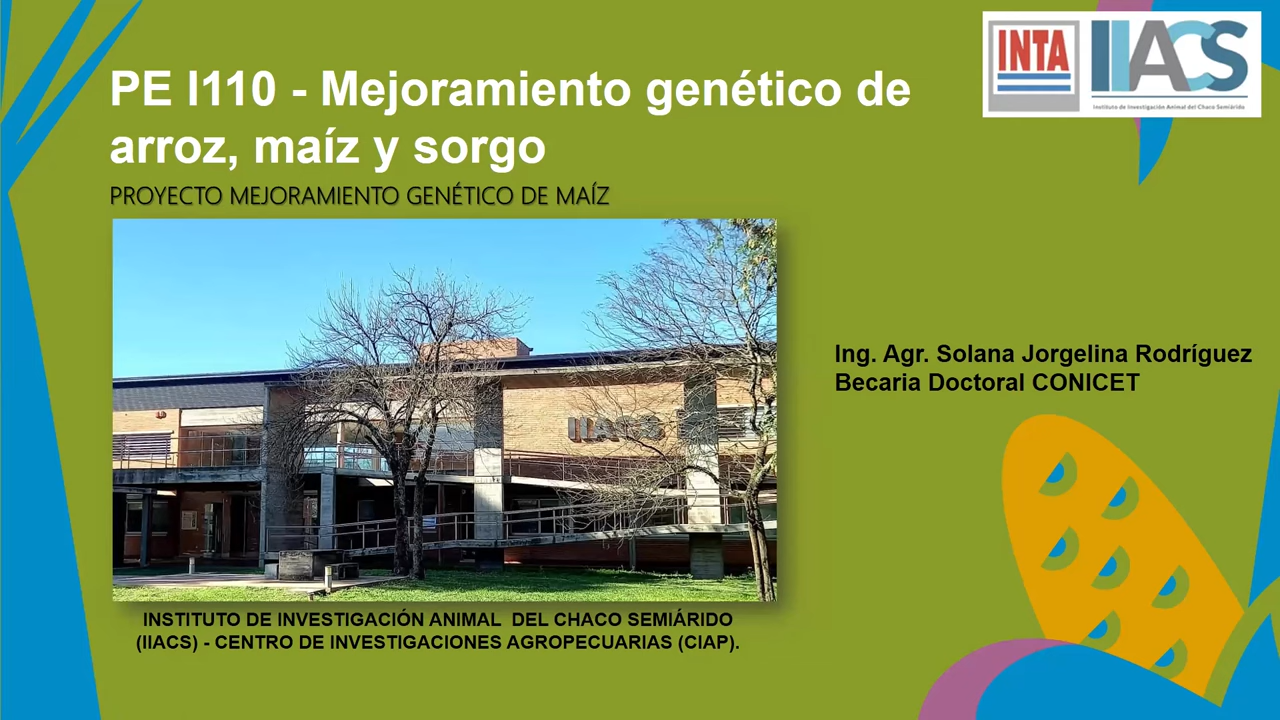 PE I110 - Mejoramiento genético de
arroz, maíz y sorgo
PROYECTO MEJORAMIENTO GENÉTICO DE MAÍZ
INTA
IIACS
Instituto de Investigación Animal del Chaco Semiárido
IIACS
Ing. Agr. Solana Jorgelina Rodríguez
Becaria Doctoral CONICET
INSTITUTO DE INVESTIGACIÓN ANIMAL DEL CHACO SEMIÁRIDO
(IIACS) - CENTRO DE INVESTIGACIONES AGROPECUARIAS (CIAP).